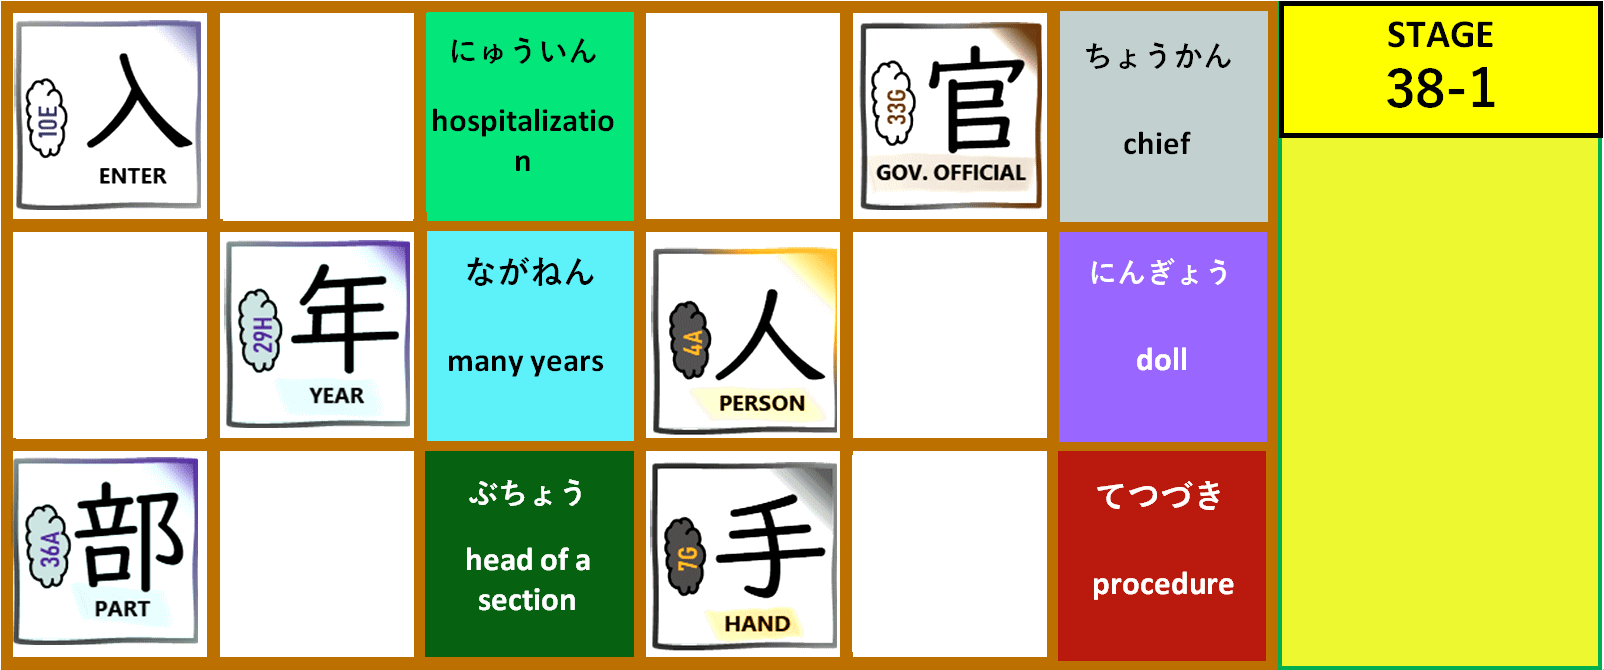 10E
入
ENTER
にゅういん
hospitalizatio
n
33G
官
GOV. OFFICIAL
ちょうかん
chief
STAGE
38-1
29H
年
YEAR
ながねん
many years
4A
人
PERSON
にんぎょう
doll
36A
部
PART
ぶちょう
head of a
section
7G
手
HAND
てつづき
procedure